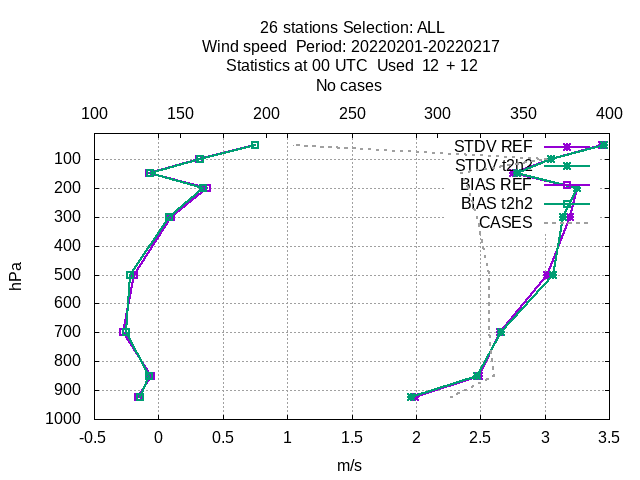 26 stations Selection: ALL
Wind speed  Period: 20220201-20220217
Statistics at 00 UTC  Used  12  + 12
No cases
100 150 200 250 300 350 400
STDV REF
STDV t2h2
BIAS REF
BIAS t2h2
CASES
100
200
300
400
500
600
700
800
900
1000
hPa
-0.5 0 0.5 1 1.5 2 2.5 3 3.5
m/s